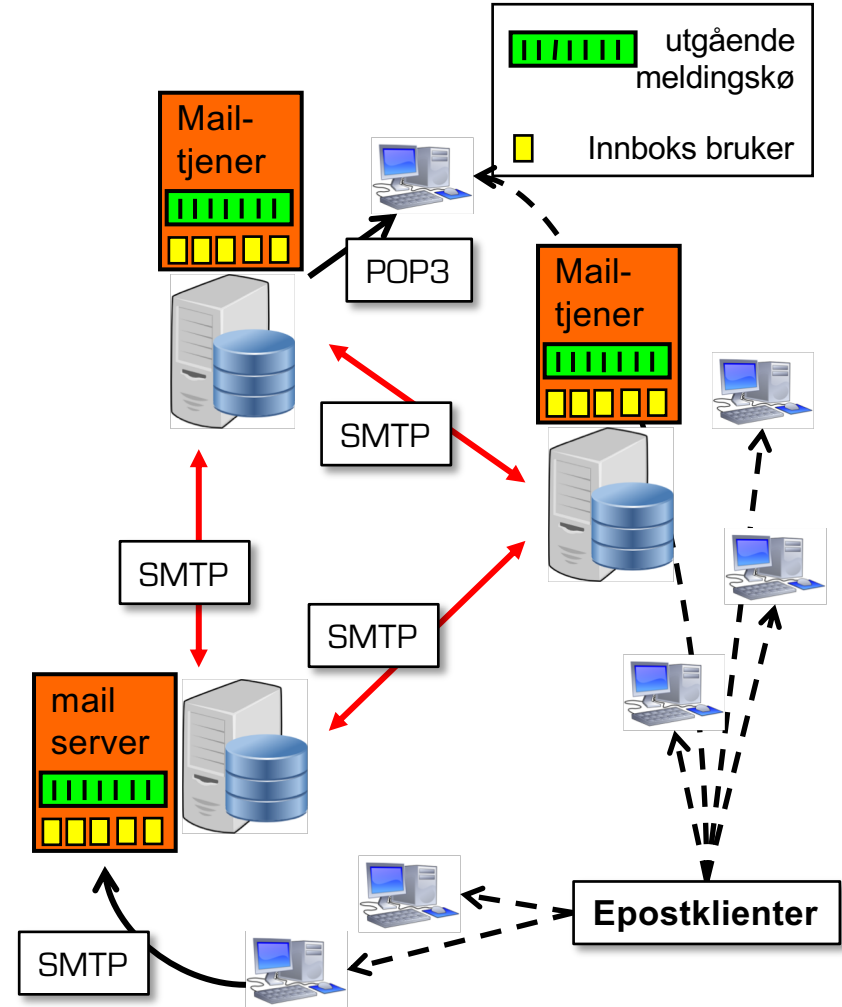 utgående
meldingskø
Innboks bruker
Mail-
tjener
POP3
Mail-
tjener
SMTP
SMTP
SMTP
mail
server
Epostklienter
SMTP